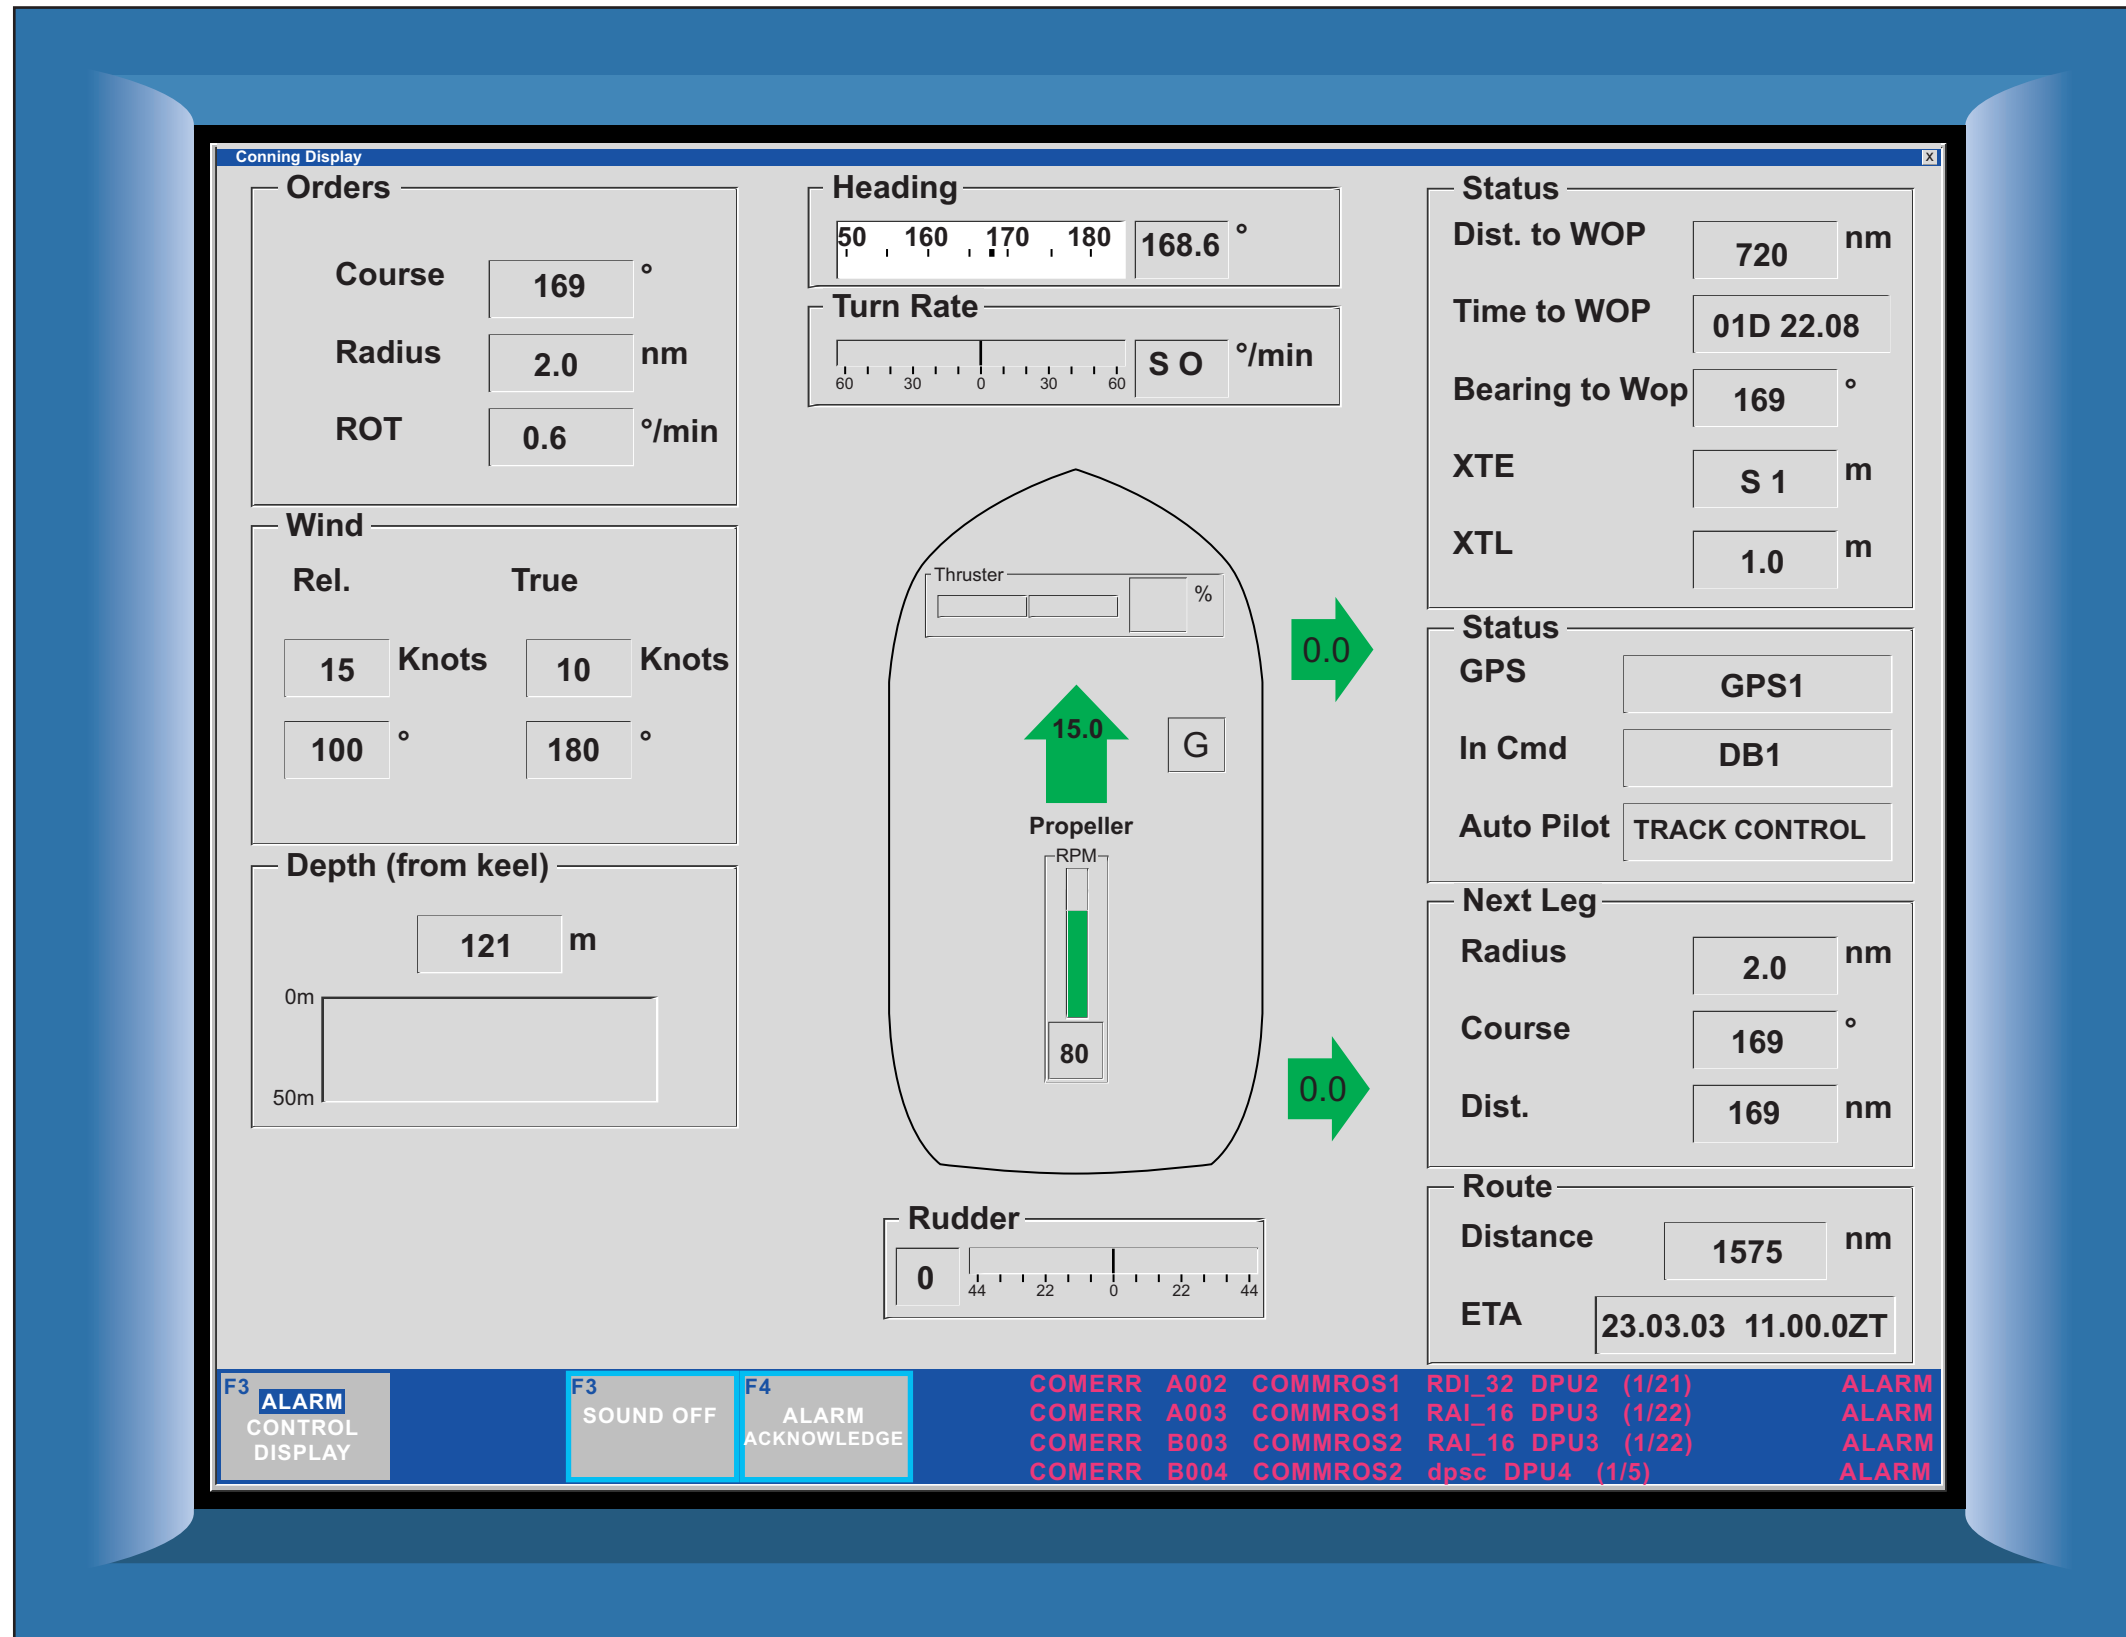 Conning Display X
Orders
Course 169 °
Radius 2.0 nm
ROT 0.6 °/min
Wind
Rel. True
15 Knots 10 Knots
100 ° 180 °
Depth (from keel)
121 m
0m
50m
Heading
50 160 170 180 168.6 °
Turn Rate
60 30 0 30 60 S O °/min
Thruster
%
0.0
15.0
G
Propeller
RPM
80
0.0
Rudder
0 44 22 0 22 44
Status
Dist. to WOP 720 nm
Time to WOP 01D 22.08
Bearing to Wop 169 °
XTE S 1 m
XTL 1.0 m
Status
GPS GPS1
In Cmd DB1
Auto Pilot TRACK CONTROL
Next Leg
Radius 2.0 nm
Course 169 °
Dist. 169 nm
Route
Distance 1575 nm
ETA 23.03.03 11.00.0ZT
F3
ALARM
CONTROL
DISPLAY
F3
SOUND OFF
F4
ALARM
ACKNOWLEDGE
COMERR A002 COMMROS1 RDI_32 DPU2 (1/21) ALARM
COMERR A003 COMMROS1 RAI_16 DPU3 (1/22) ALARM
COMERR B003 COMMROS2 RAI_16 DPU3 (1/22) ALARM
COMERR B004 COMMROS2 dpsc DPU4 (1/5) ALARM